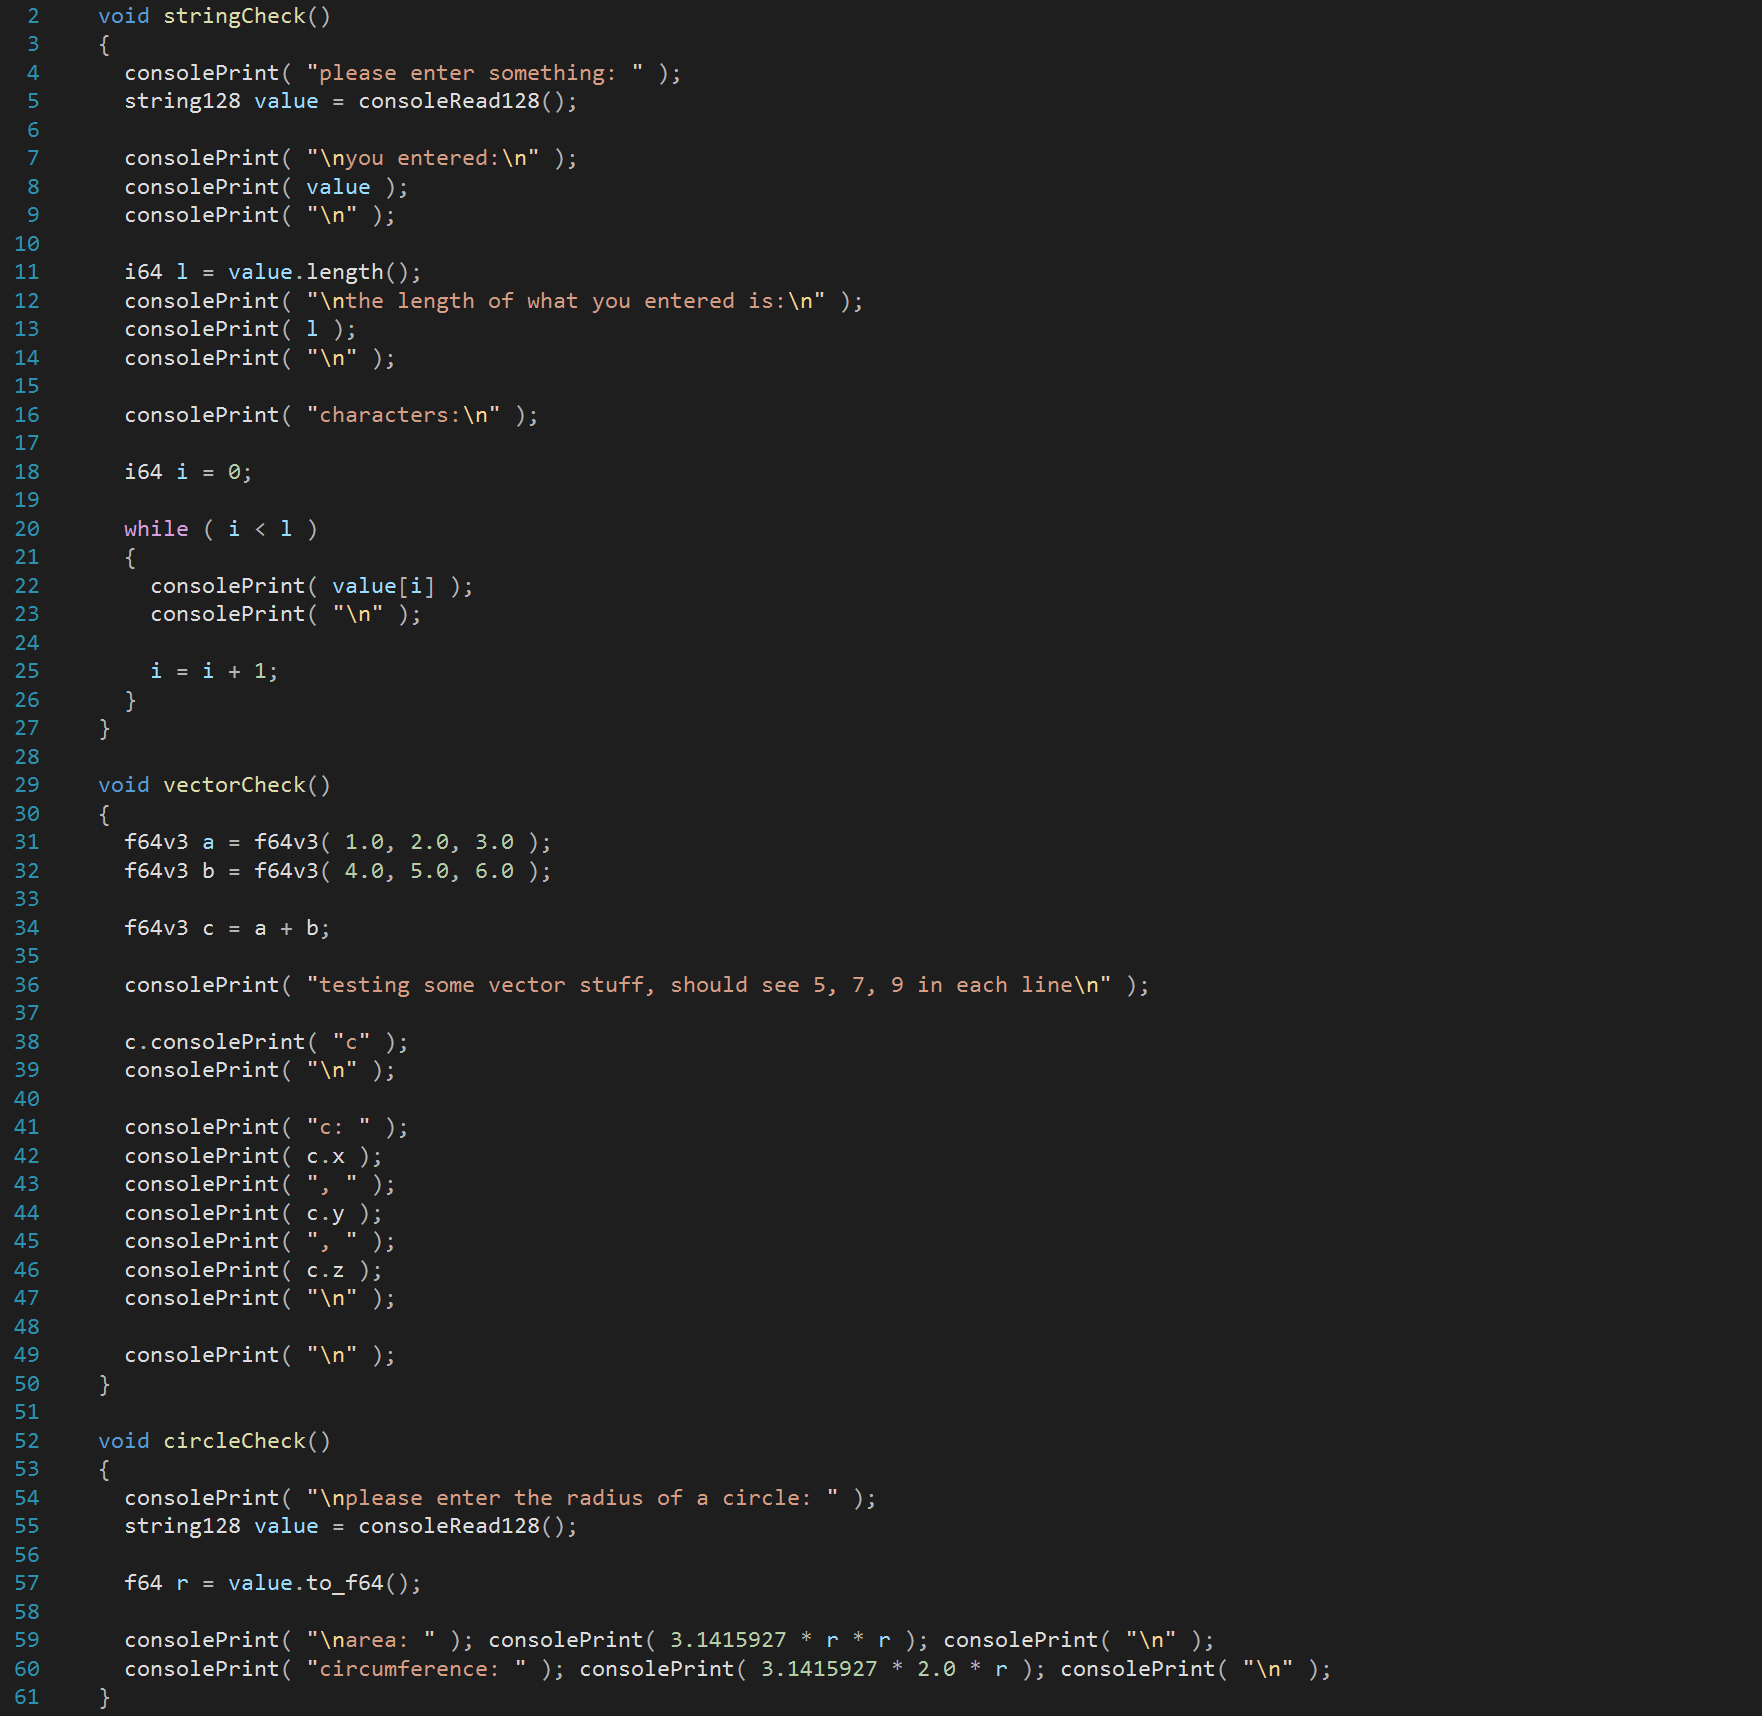 2 void stringCheck()
3 {
4 consolePrint( "please enter something: " );
5 string128 value = consoleRead128();
6
7 consolePrint( "\nyou entered:\n" );
8 consolePrint( value );
9 consolePrint( "\n" );
10
11 i64 l = value.length();
12 consolePrint( "\nthe length of what you entered is:\n" );
13 consolePrint( l );
14 consolePrint( "\n" );
15
16 consolePrint( "characters:\n" );
17
18 i64 i = 0;
19
20 while ( i < l )
21 {
22 consolePrint( value[i] );
23 consolePrint( "\n" );
24
25 i = i + 1;
26 }
27 }
28
29 void vectorCheck()
30 {
31 f64v3 a = f64v3( 1.0, 2.0, 3.0 );
32 f64v3 b = f64v3( 4.0, 5.0, 6.0 );
33
34 f64v3 c = a + b;
35
36 consolePrint( "testing some vector stuff, should see 5, 7, 9 in each line\n" );
37
38 c.consolePrint( "c" );
39 consolePrint( "\n" );
40
41 consolePrint( "c: " );
42 consolePrint( c.x );
43 consolePrint( ", " );
44 consolePrint( c.y );
45 consolePrint( ", " );
46 consolePrint( c.z );
47 consolePrint( "\n" );
48
49 consolePrint( "\n" );
50 }
51
52 void circleCheck()
53 {
54 consolePrint( "\nplease enter the radius of a circle: " );
55 string128 value = consoleRead128();
56
57 f64 r = value.to_f64();
58
59 consolePrint( "\narea: " ); consolePrint( 3.1415927 * r * r ); consolePrint( "\n" );
60 consolePrint( "circumference: " ); consolePrint( 3.1415927 * 2.0 * r ); consolePrint( "\n" );
61 }